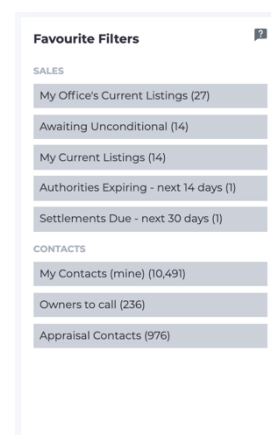 Favourite Filters
?
SALES
My Office's Current Listings (27)
Awaiting Unconditional (14)
My Current Listings (14)
Authorities Expiring - next 14 days (1)
Settlements Due - next 30 days (1)
CONTACTS
My Contacts (mine) (10,491)
Owners to call (236)
Appraisal Contacts (976)